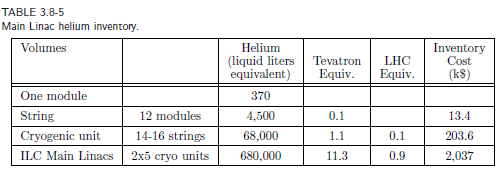 TABLE 3.8-5
Main Linac helium inventory.
Volumes Helium Inventory
(liquid liters Tevatron LHC Cost
equivalent) Equiv. Equiv. (k$)
One module 370
String 12 modules 4,500 0.1 13.4
Cryogenic unit 14-16 strings 68,000 1.1 0.1 203.6
ILC Main Linacs 2x5 cryo units 680,000 11.3 0.9 2,037